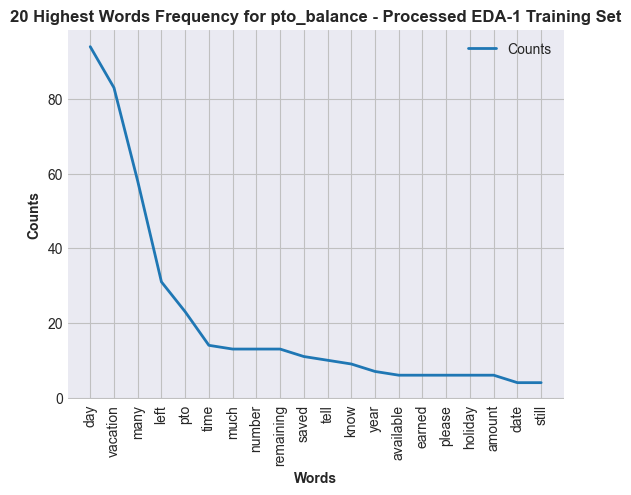 20 Highest Words Frequency for pto_balance - Processed EDA-1 Training Set
Counts
80
60
40
20
0
Counts
day
vacation
many
left
pto
time
much
number
remaining
saved
tell
know
year
available
earned
please
holiday
amount
date
still
Words